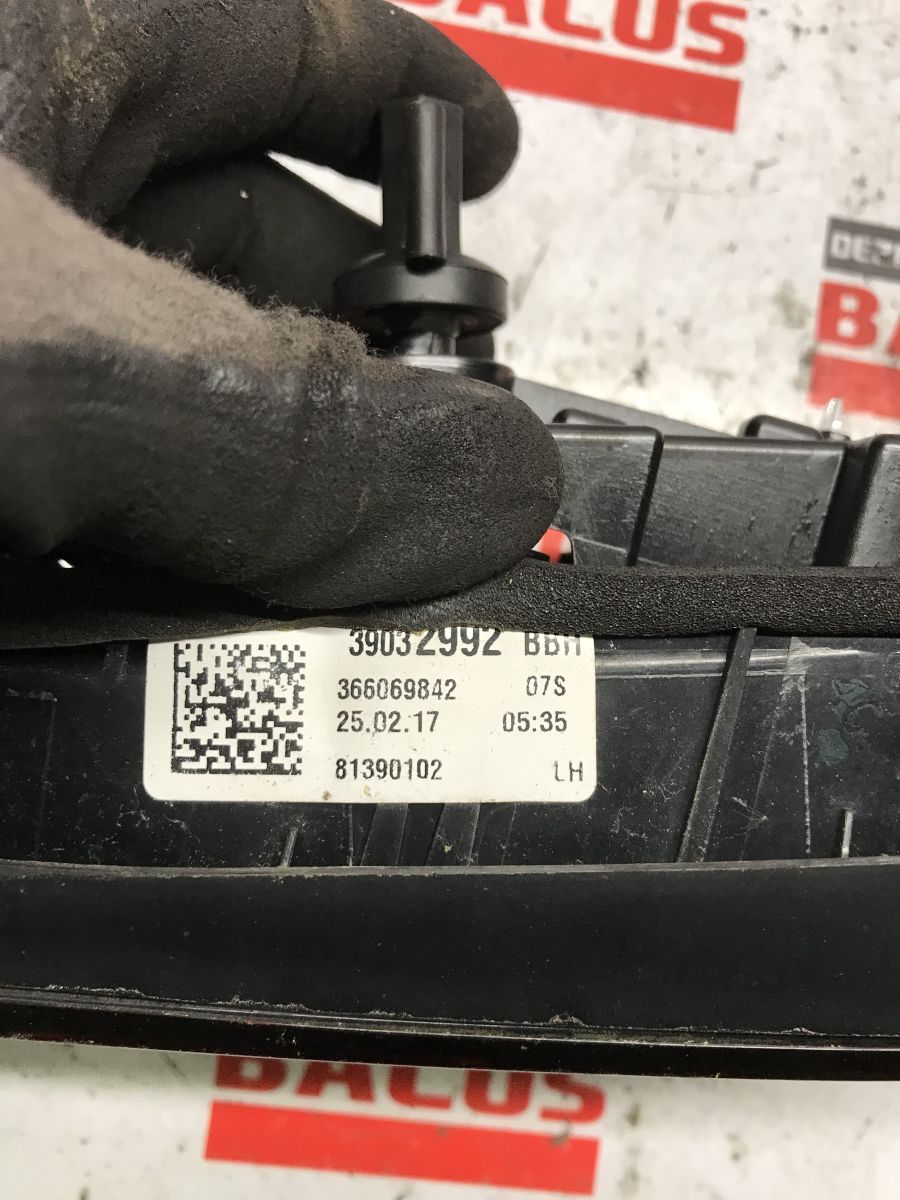 BACUS
39032992 BBH
366069842 07S
25.02.17 05:35
81390102 LH
BACUS